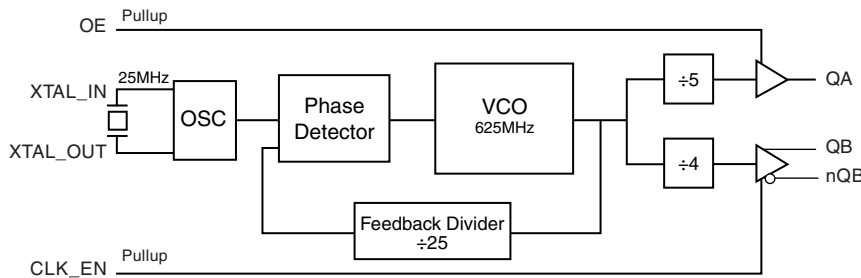 OE
Pullup
XTAL_IN
25MHz
XTAL_OUT
OSC
Phase
Detector
VCO
625MHz
÷5
QA
÷4
QB
nQB
Feedback Divider
÷25
CLK_EN
Pullup